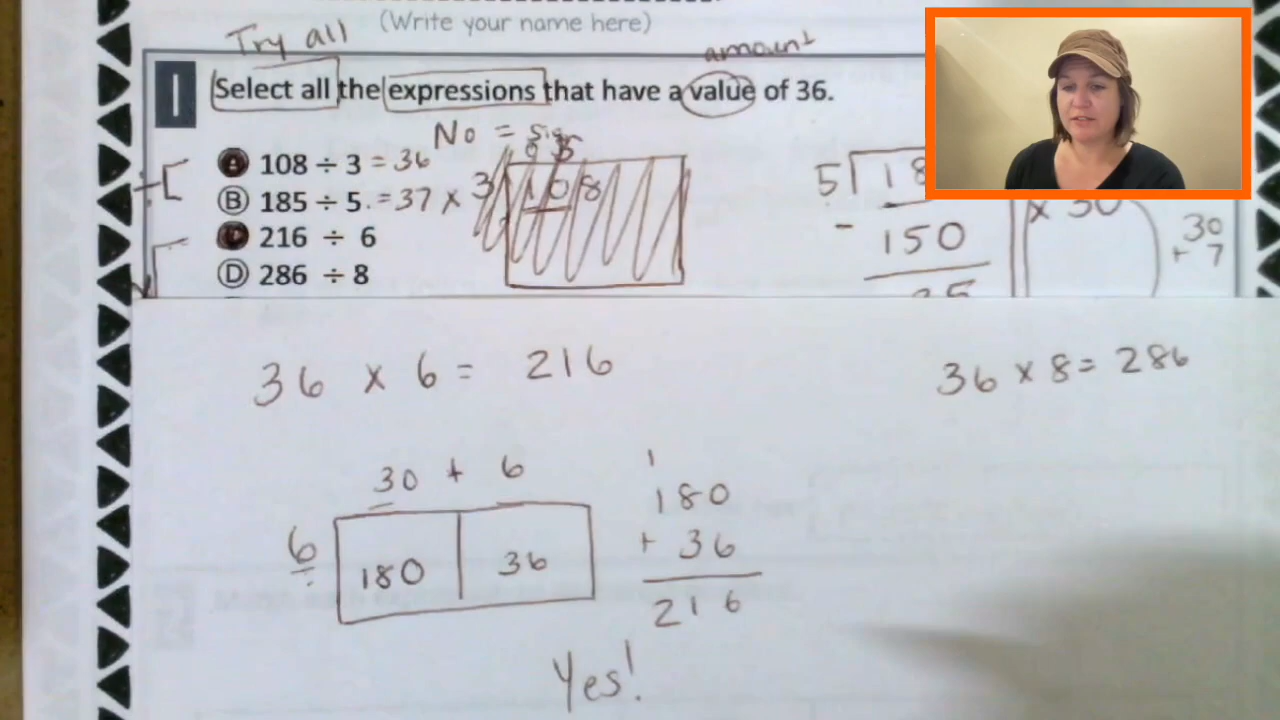 Try all (Write your name here)
amount
1 Select all the expressions that have a value of 36.
No = sign
A 108 ÷ 3 = 36
B 185 ÷ 5. = 37 x
C 216 ÷ 6
D 286 ÷ 8
÷
3 108
5 18
- 150
x 30
30
+ 7
36 x 6 = 216
36 x 8 = 286
30 + 6
6 180 36
1
180
+ 36
216
Yes!